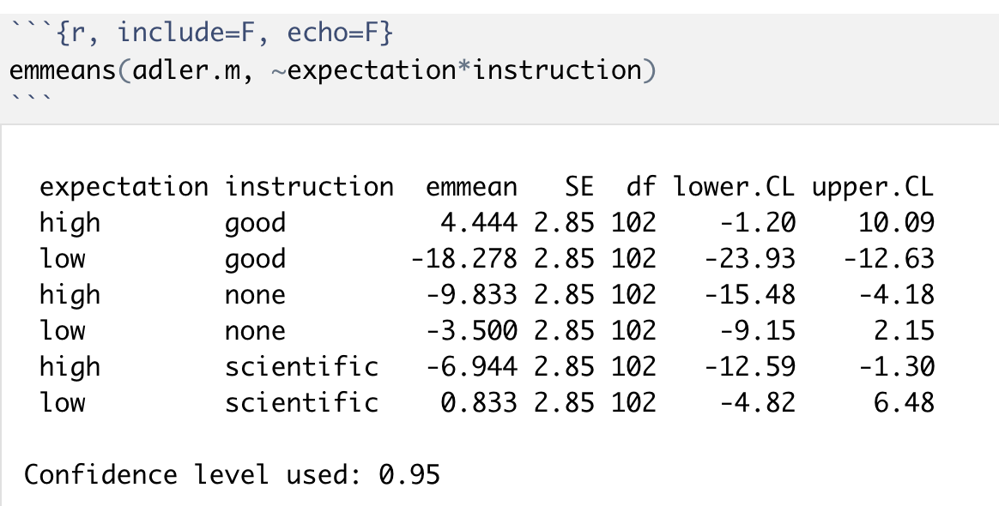 ```{r, include=F, echo=F}
emmeans(adler.m, ~expectation*instruction)
```
expectation instruction  emmean   SE  df lower.CL upper.CL
high        good          4.444 2.85 102    -1.20    10.09
low         good        -18.278 2.85 102   -23.93   -12.63
high        none         -9.833 2.85 102   -15.48    -4.18
low         none         -3.500 2.85 102    -9.15     2.15
high        scientific   -6.944 2.85 102   -12.59    -1.30
low         scientific    0.833 2.85 102    -4.82     6.48
Confidence level used: 0.95